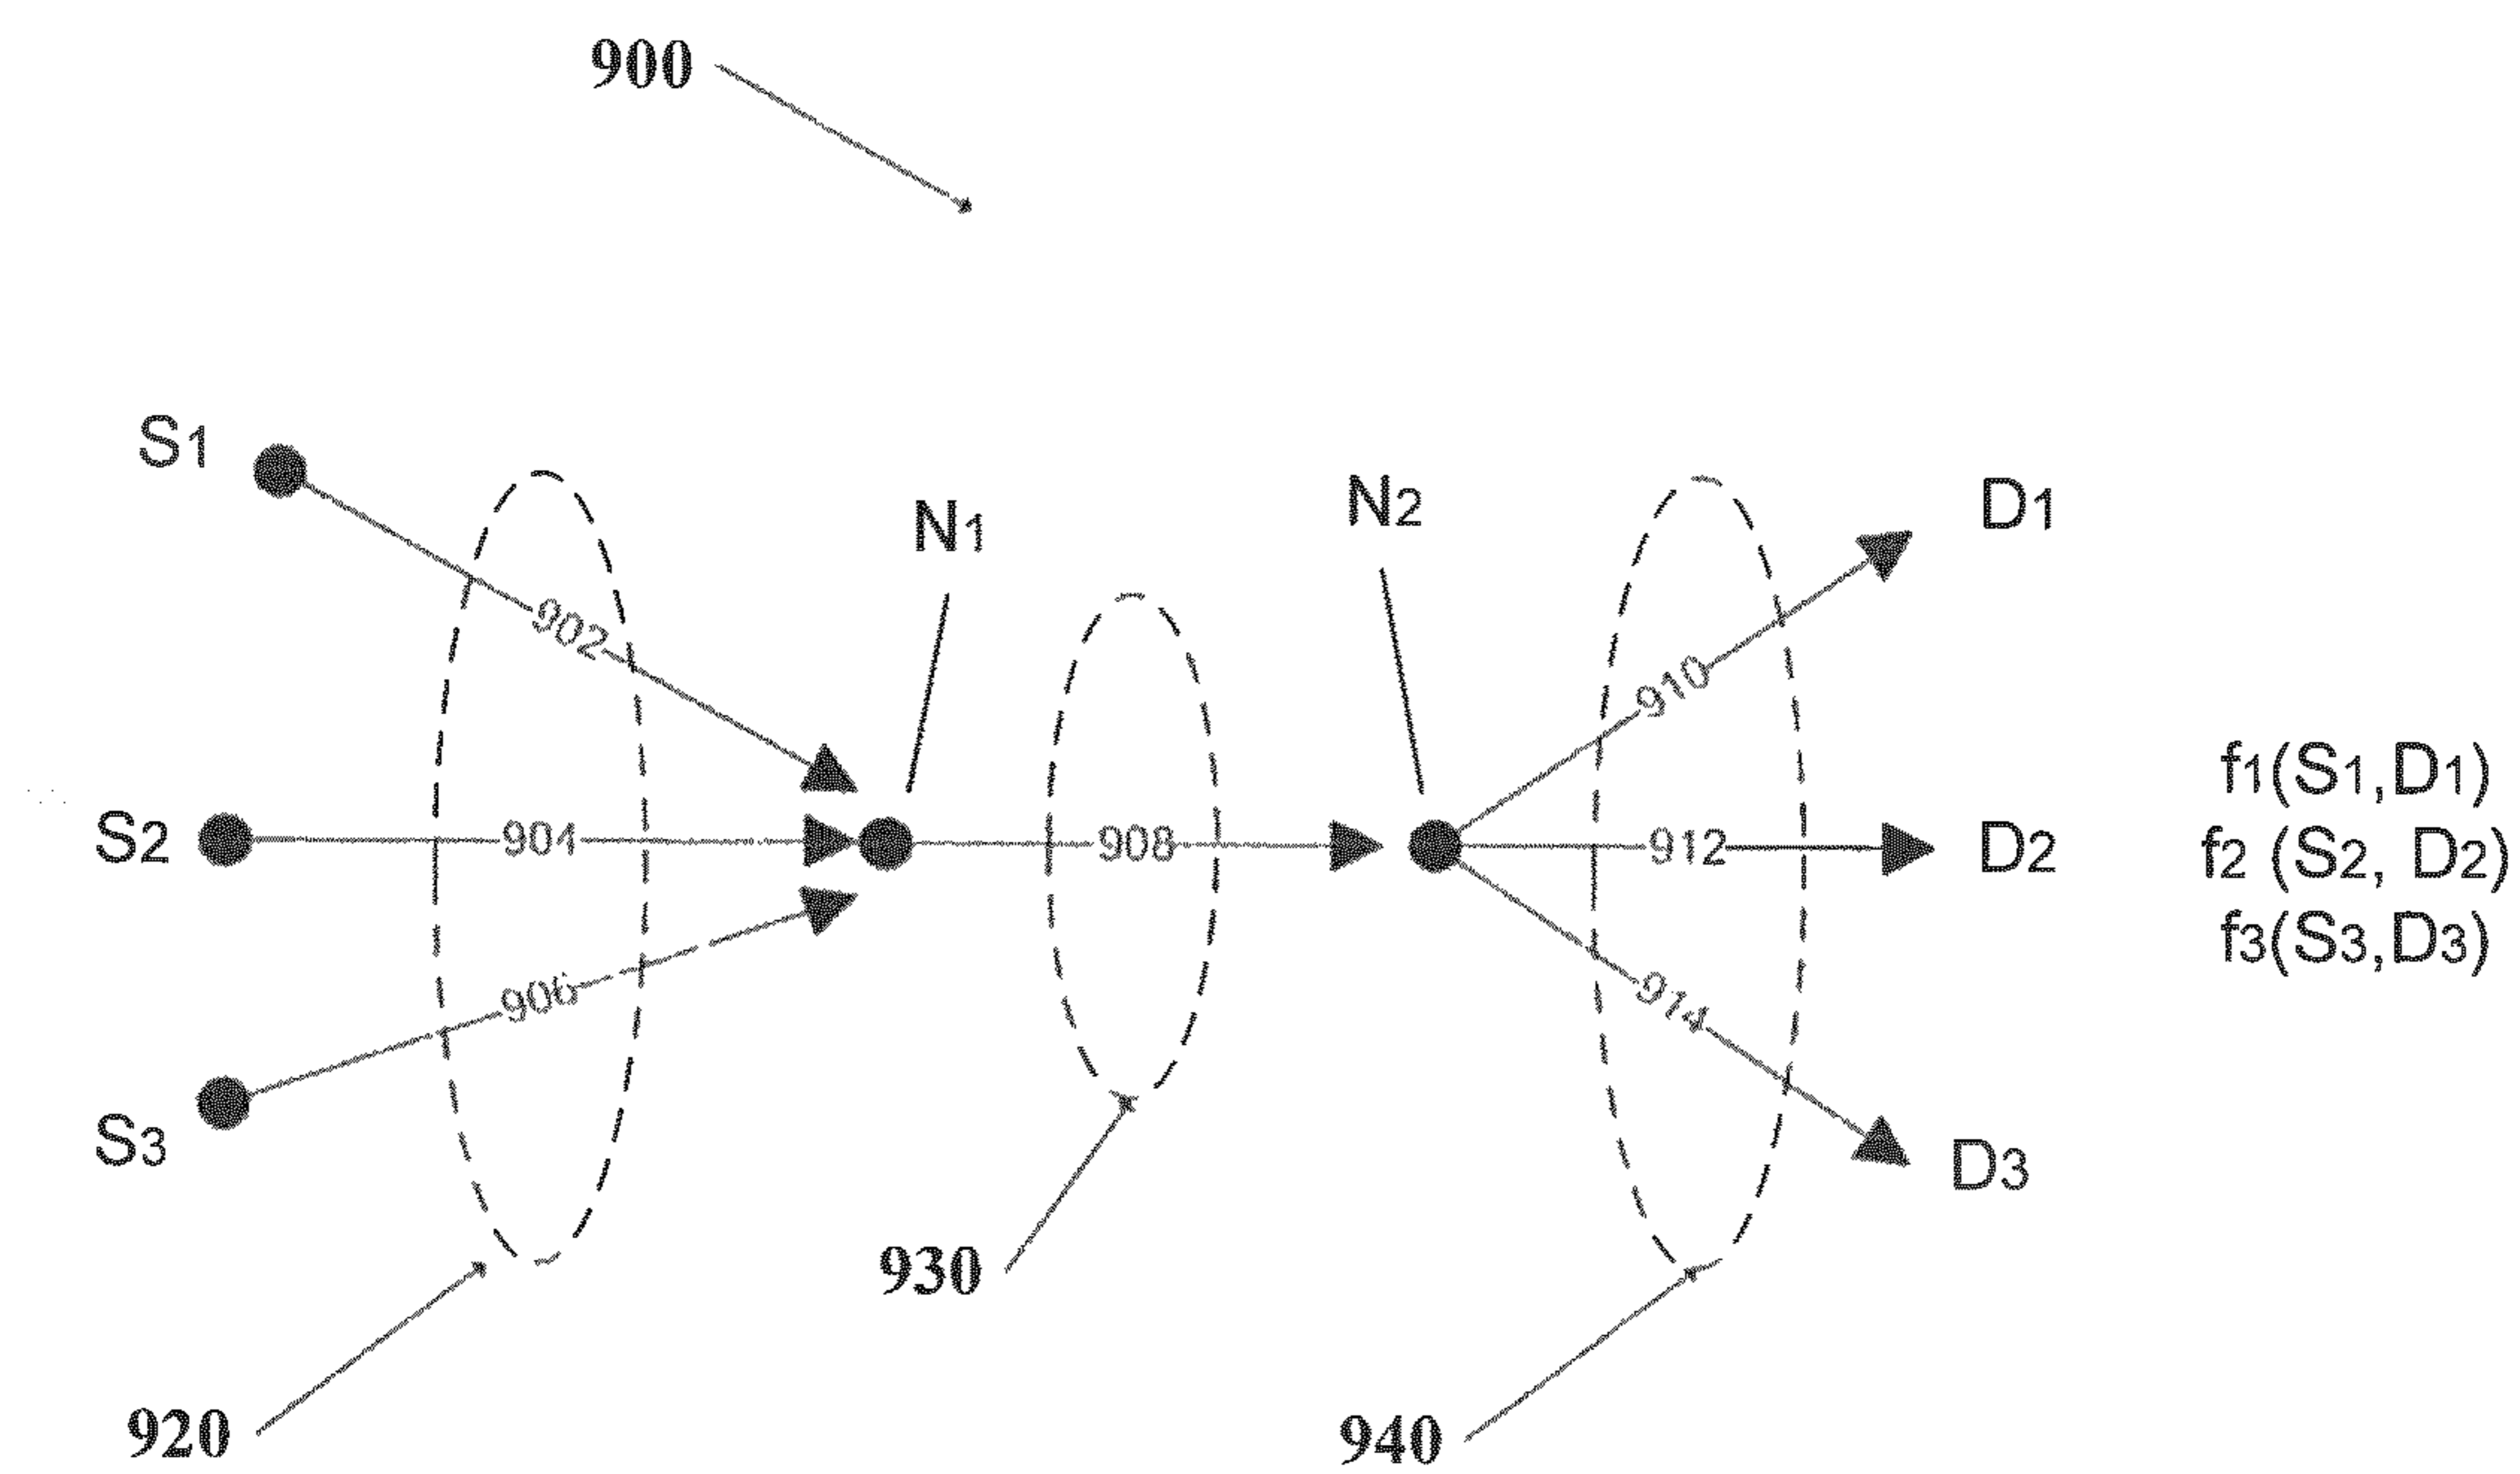 900
S1
N1
N2
D1
902
910
f1(S1,D1)
S2
904
908
912
D2
f2 (S2, D2)
f3(S3,D3)
906
914
S3
D3
930
920
940